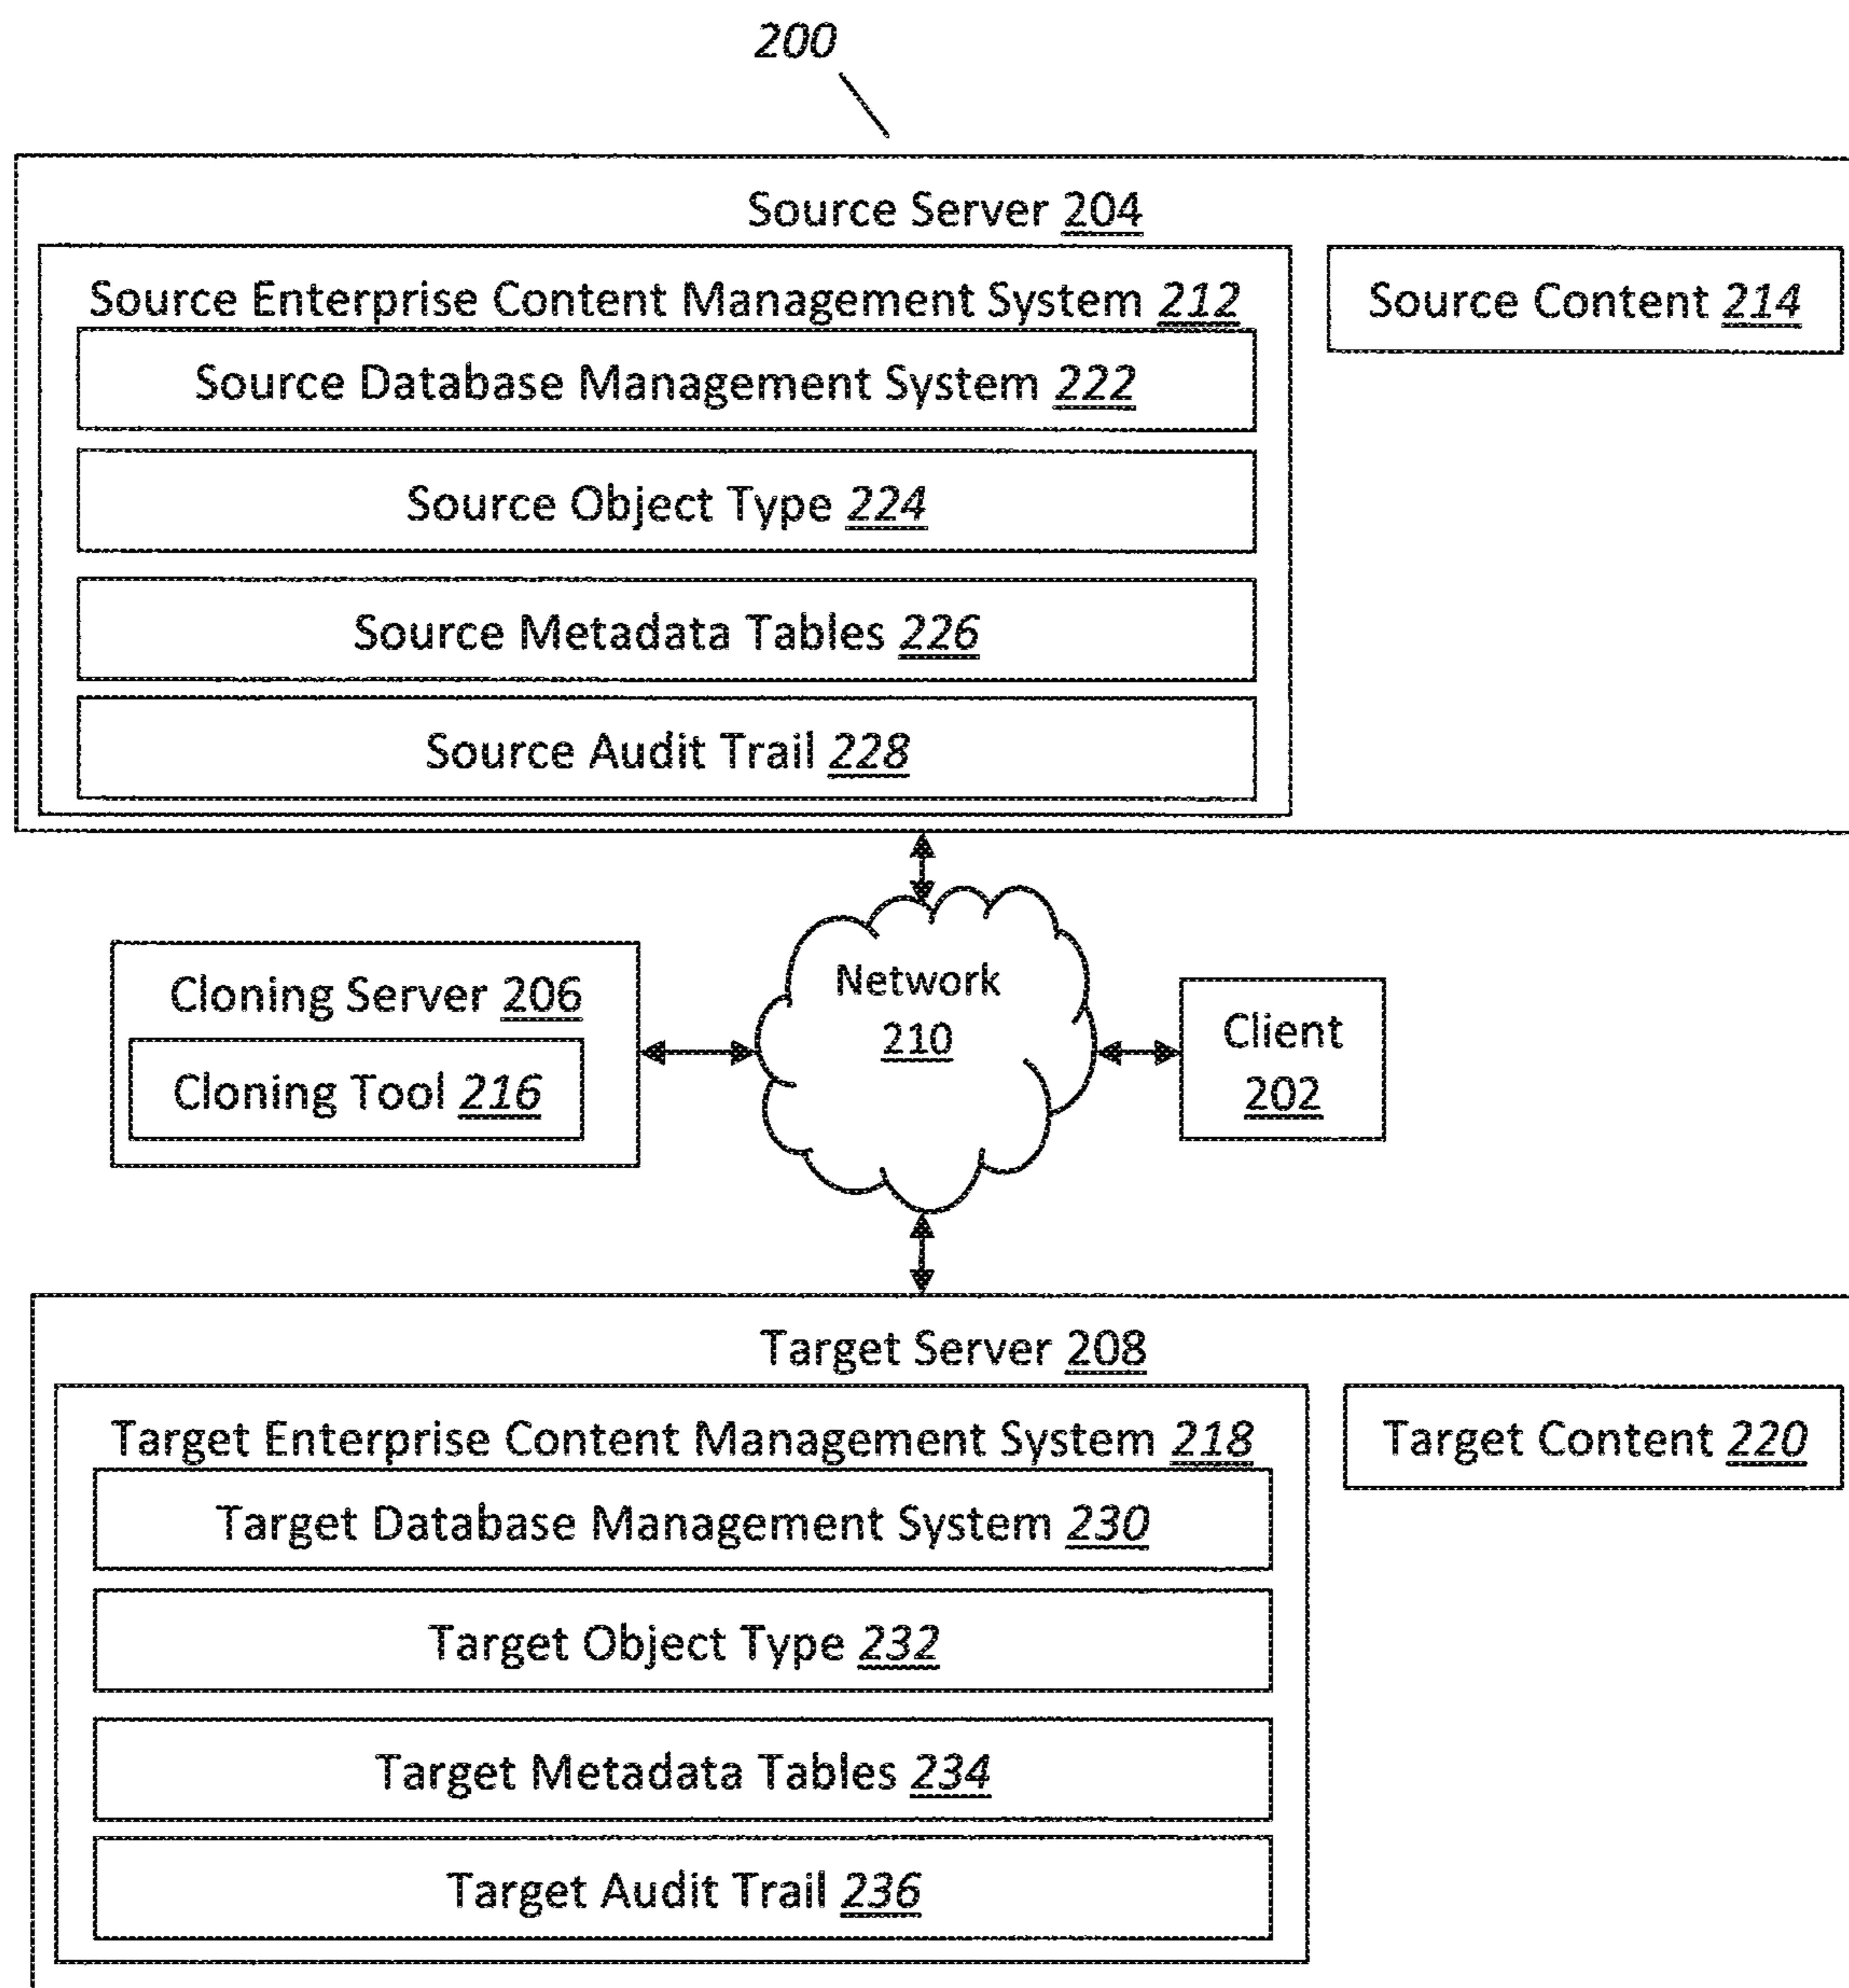 200
Source Server 204
Source Enterprise Content Management System 212
Source Content 214
Source Database Management System 222
Source Object Type 224
Source Metadata Tables 226
Source Audit Trail 228
Cloning Server 206
Cloning Tool 216
Network
210
Client
202
Target Server 208
Target Enterprise Content Management System 218
Target Content 220
Target Database Management System 230
Target Object Type 232
Target Metadata Tables 234
Target Audit Trail 236